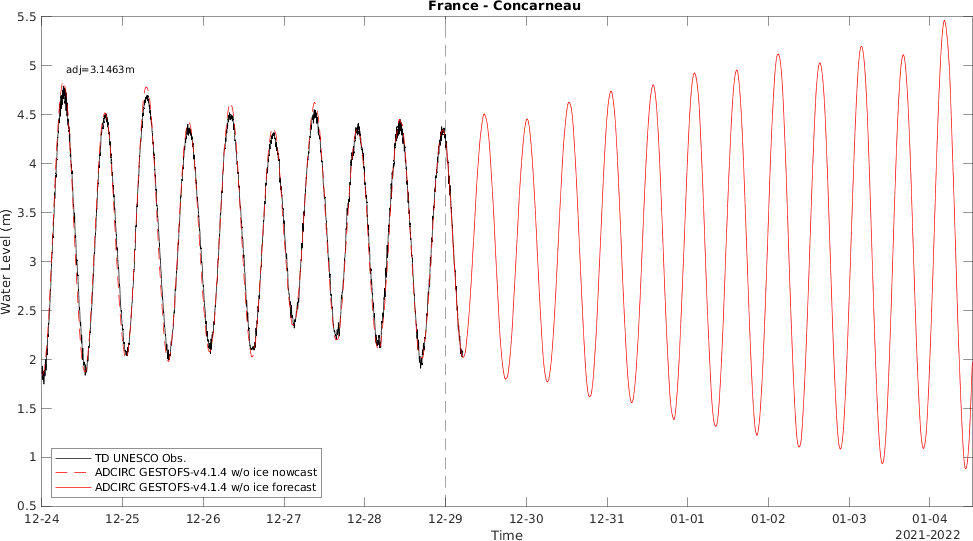 France - Concarneau
5.5
5
4.5
4
3.5
3
2.5
2
1.5
1
0.5
Water Level (m)
adj=3.1463m
TD UNESCO Obs.
ADCIRC GESTOFS-v4.1.4 w/o ice nowcast
ADCIRC GESTOFS-v4.1.4 w/o ice forecast
12-24 12-25 12-26 12-27 12-28 12-29 12-30 12-31 01-01 01-02 01-03 01-04
Time
2021-2022